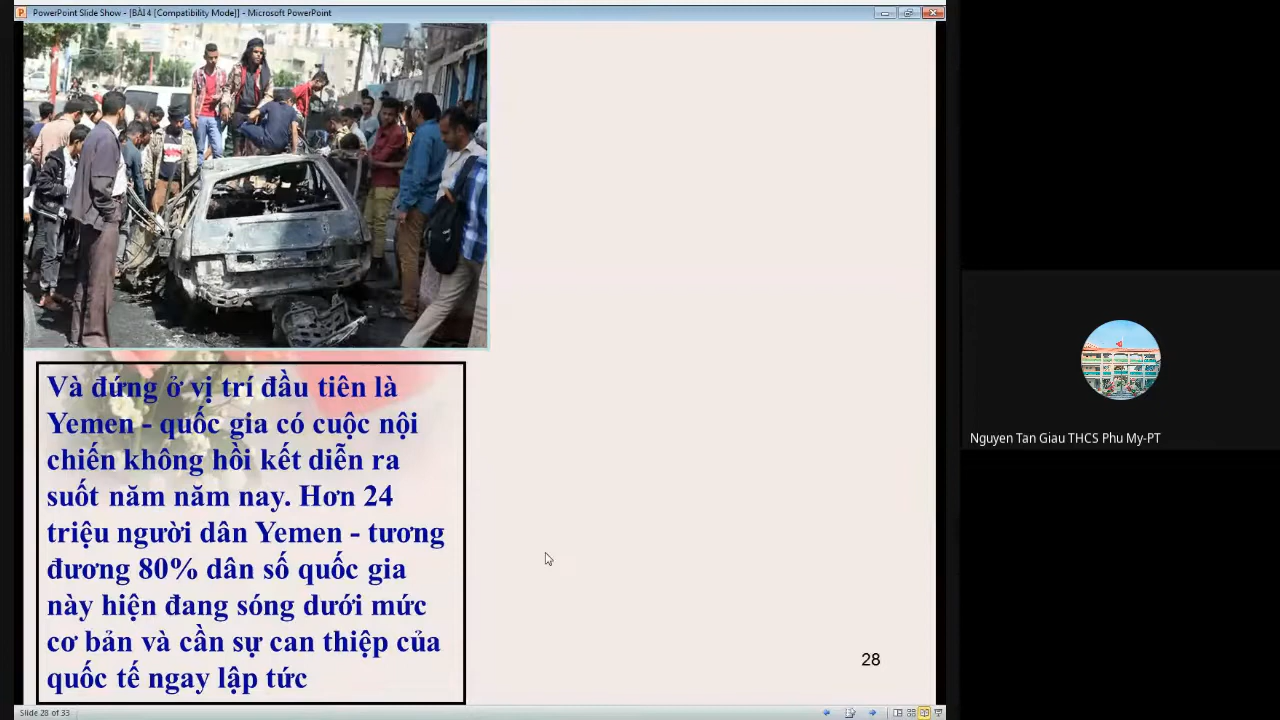 PowerPoint Slide Show - [BÀI 4 [Compatibility Mode]] - Microsoft PowerPoint
Và đứng ở vị trí đầu tiên là
Yemen - quốc gia có cuộc nội
chiến không hồi kết diễn ra
suốt năm năm nay. Hơn 24
triệu người dân Yemen - tương
đương 80% dân số quốc gia
này hiện đang sóng dưới mức
cơ bản và cần sự can thiệp của
quốc tế ngay lập tức
28
Slide 28 of 33
Nguyen Tan Giau THCS Phu My-PT